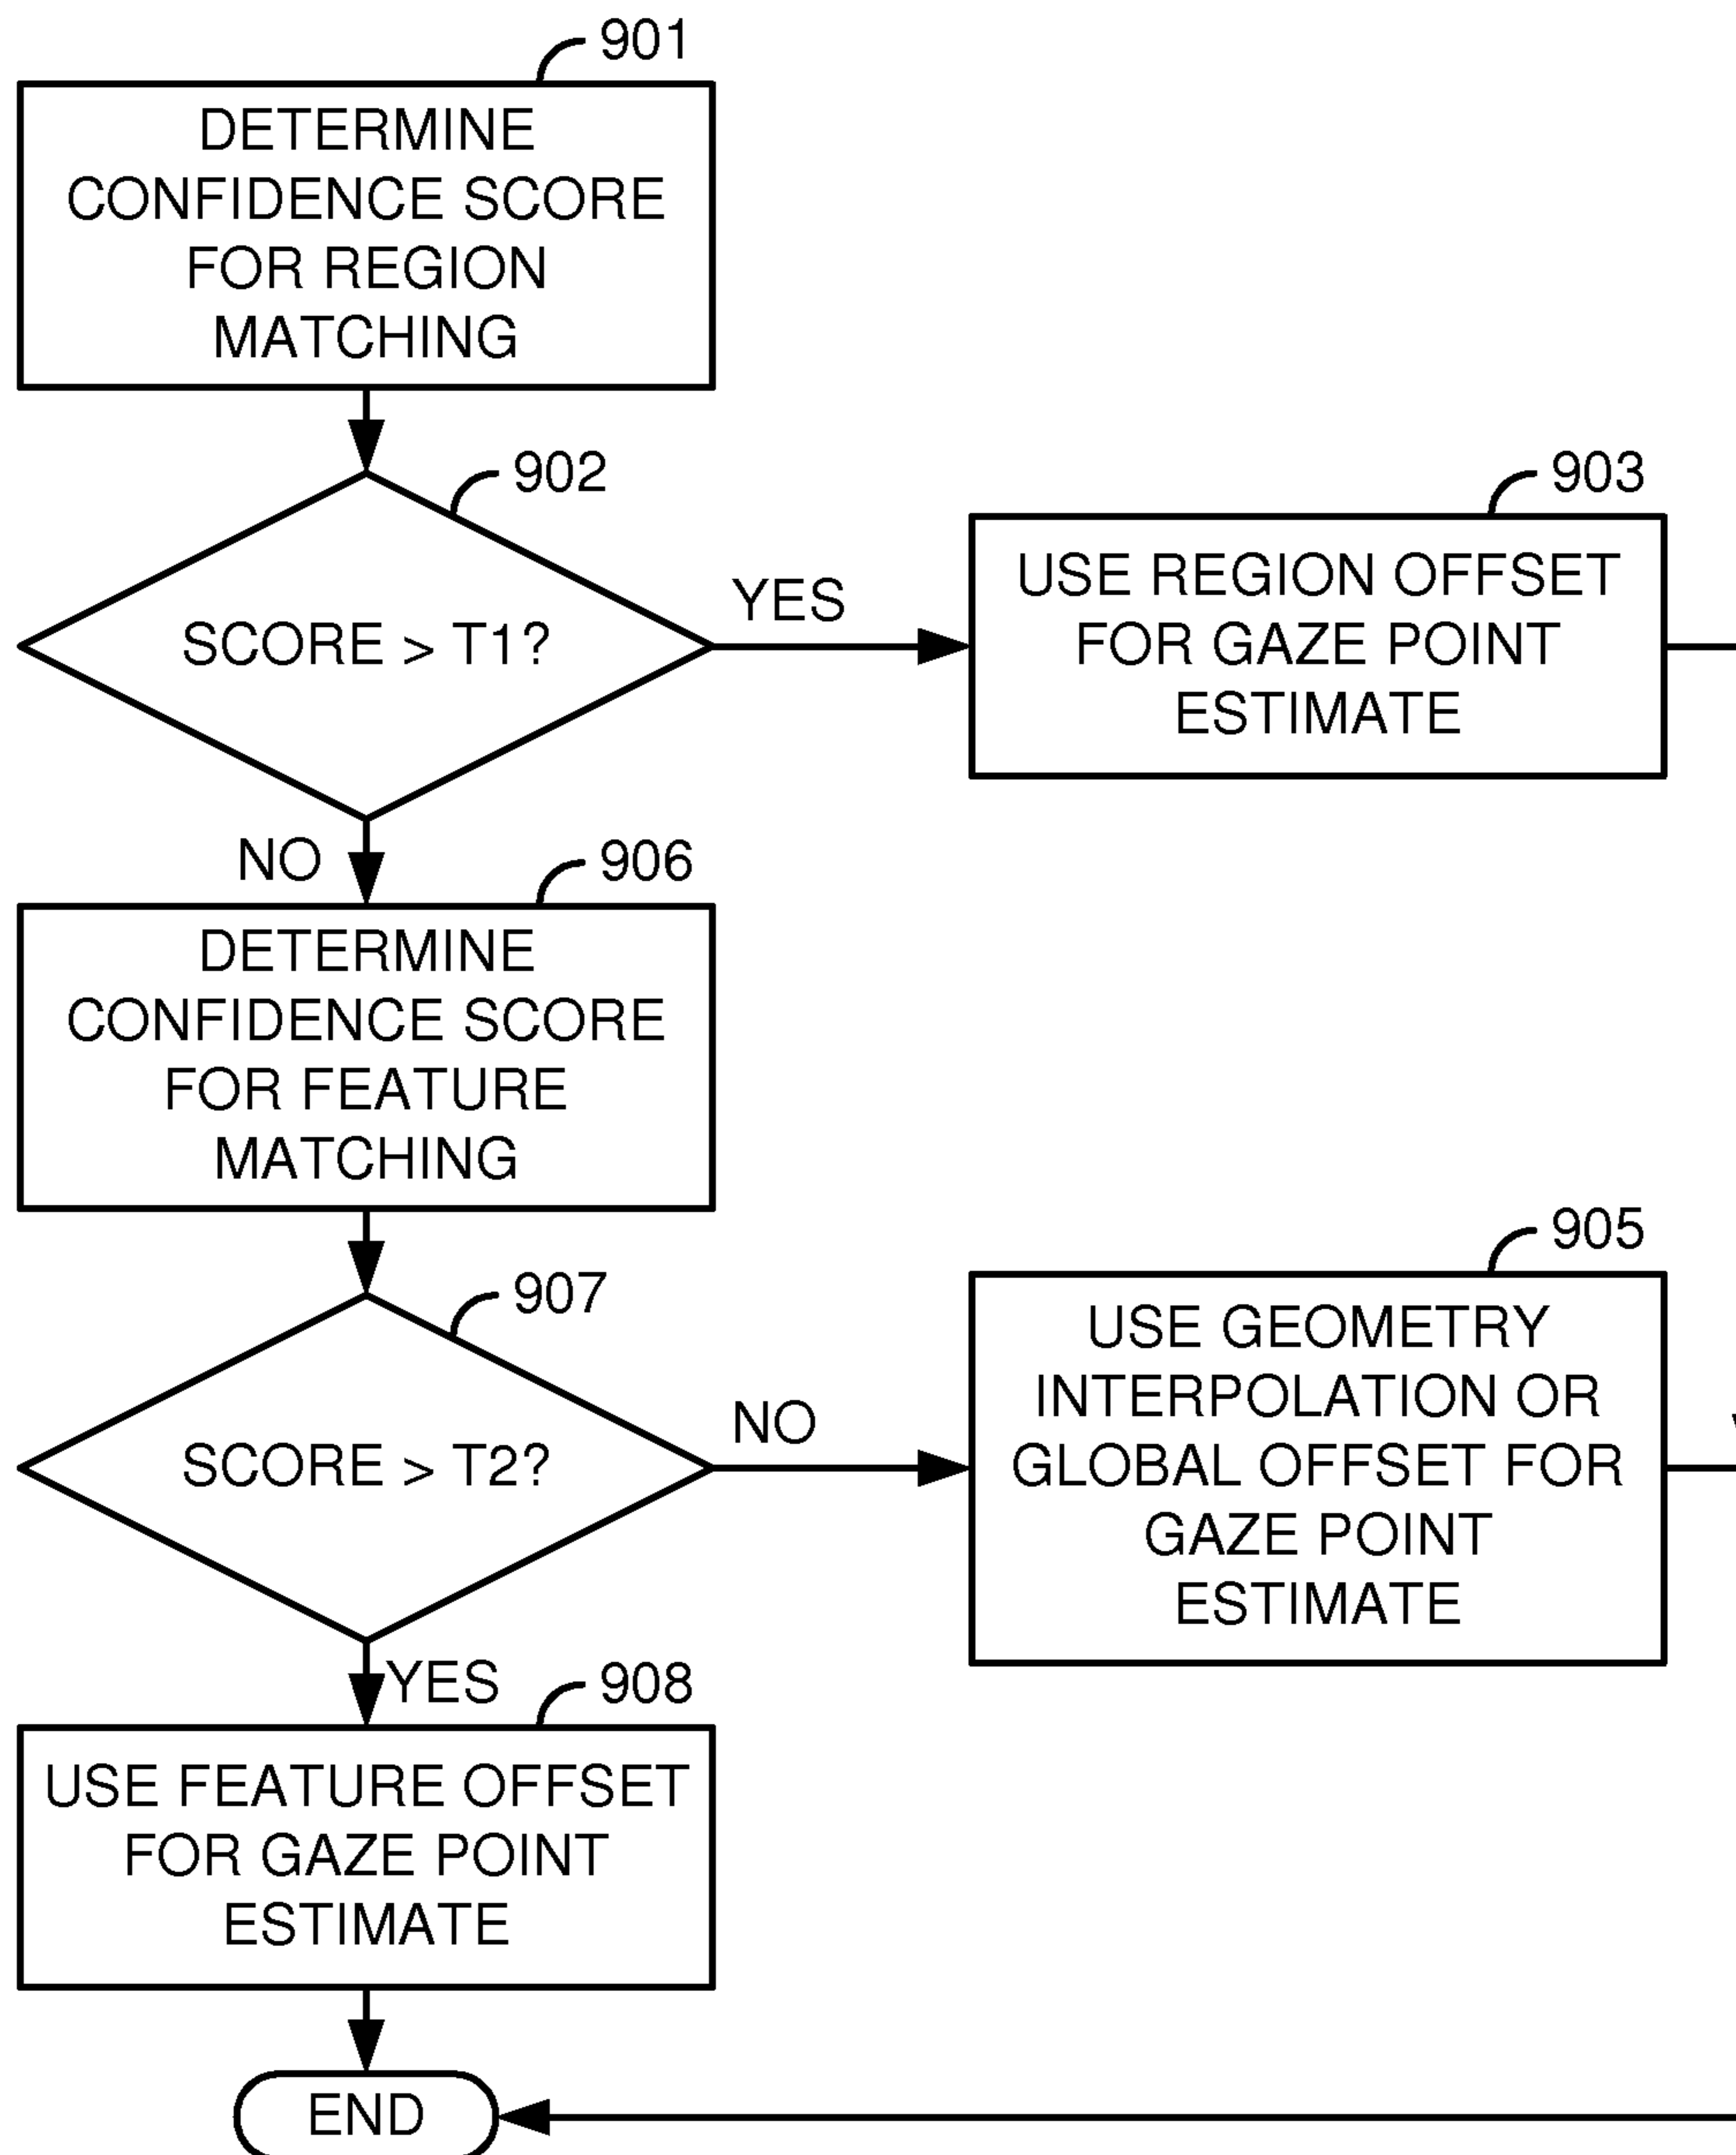 901
DETERMINE
CONFIDENCE SCORE
FOR REGION
MATCHING
902
SCORE > T1?
YES
903
USE REGION OFFSET
FOR GAZE POINT
ESTIMATE
NO
906
DETERMINE
CONFIDENCE SCORE
FOR FEATURE
MATCHING
907
SCORE > T2?
NO
905
USE GEOMETRY
INTERPOLATION OR
GLOBAL OFFSET FOR
GAZE POINT
ESTIMATE
YES
908
USE FEATURE OFFSET
FOR GAZE POINT
ESTIMATE
END